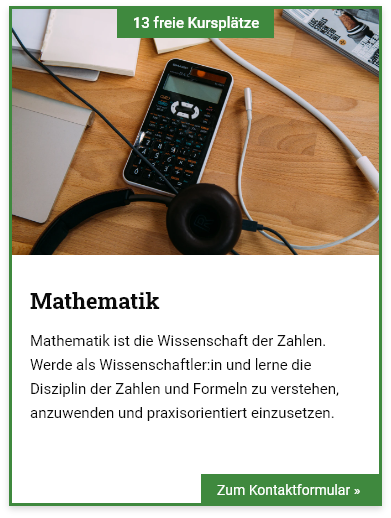 13 freie Kursplätze
Mathematik
Mathematik ist die Wissenschaft der Zahlen.
Werde als Wissenschaftler:in und lerne die
Disziplin der Zahlen und Formeln zu verstehen,
anzuwenden und praxisorientiert einzusetzen.
Zum Kontaktformular »